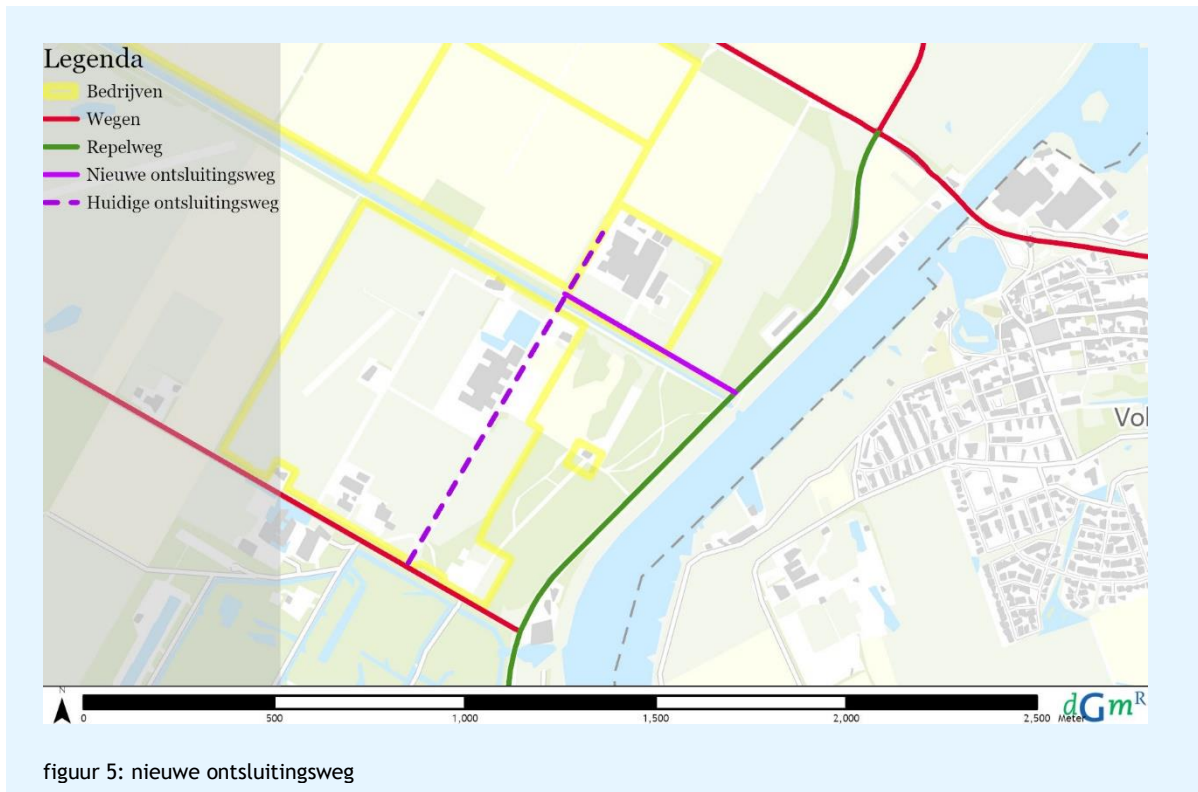 Legenda
Bedrijven
Wegen
Repelweg
Nieuwe ontsluitingsweg
Huidige ontsluitingsweg
Vol
N
0 500 1,000 1,500 2,000 2,500 Meter
dGmR
figuur 5: nieuwe ontsluitingsweg